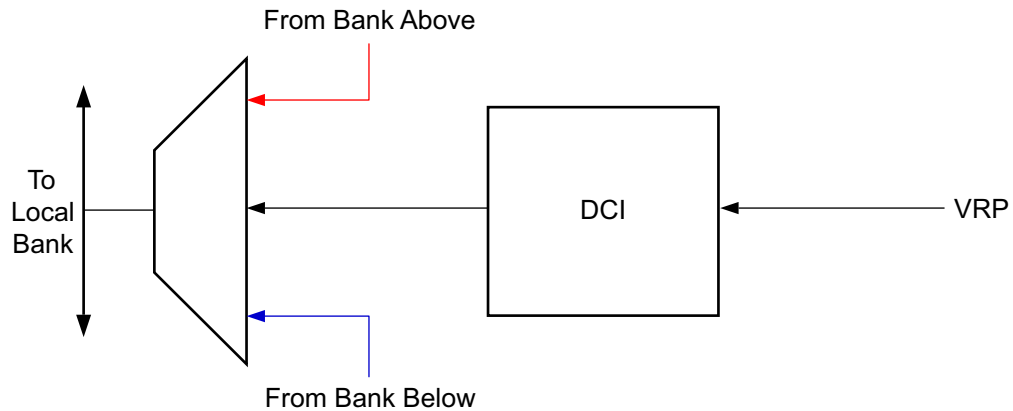 From Bank Above
To
Local
Bank
DCI
VRP
From Bank Below